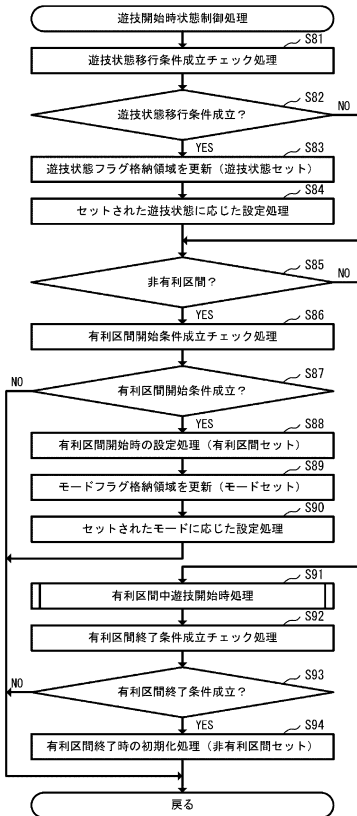 遊技開始時状態制御処理
S81
遊技状態移行条件成立チェック処理
S82
遊技状態移行条件成立？
NO
YES
S83
遊技状態フラグ格納領域を更新（遊技状態セット）
S84
セットされた遊技状態に応じた設定処理
S85
非有利区間？
NO
YES
S86
有利区間開始条件成立チェック処理
S87
NO
有利区間開始条件成立？
YES
S88
有利区間開始時の設定処理（有利区間セット）
S89
モードフラグ格納領域を更新（モードセット）
S90
セットされたモードに応じた設定処理
S91
有利区間中遊技開始時処理
S92
有利区間終了条件成立チェック処理
S93
NO
有利区間終了条件成立？
YES
S94
有利区間終了時の初期化処理（非有利区間セット）
戻る